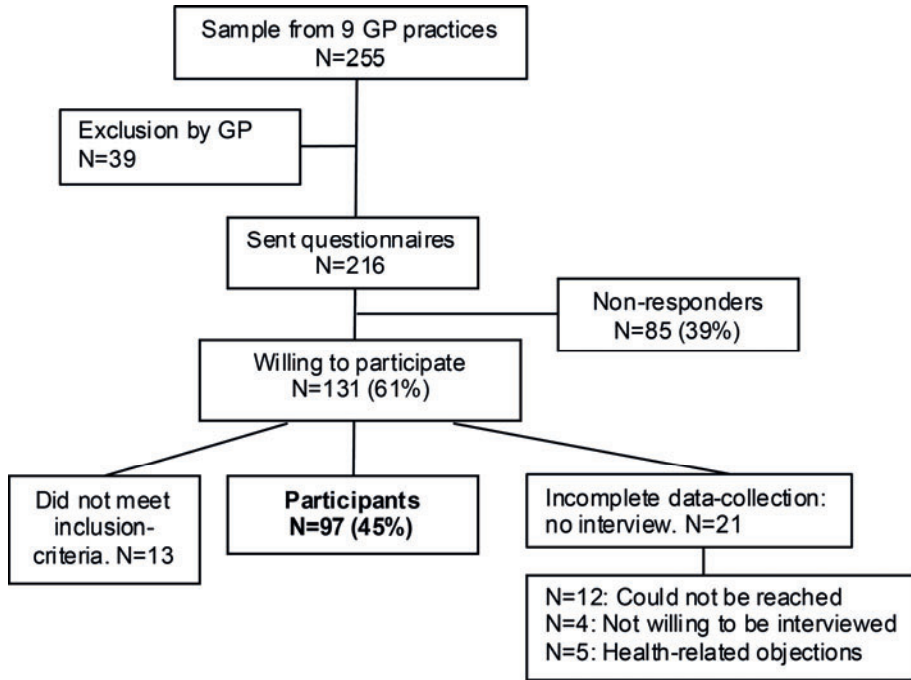 Sample from 9 GP practices
N=255
Exclusion by GP
N=39
Sent questionnaires
N=216
Non-responders
N=85 (39%)
Willing to participate
N=131 (61%)
Did not meet
inclusion-
criteria. N=13
Participants
N=97 (45%)
Incomplete data-collection:
no interview. N=21
N=12: Could not be reached
N=4: Not willing to be interviewed
N=5: Health-related objections